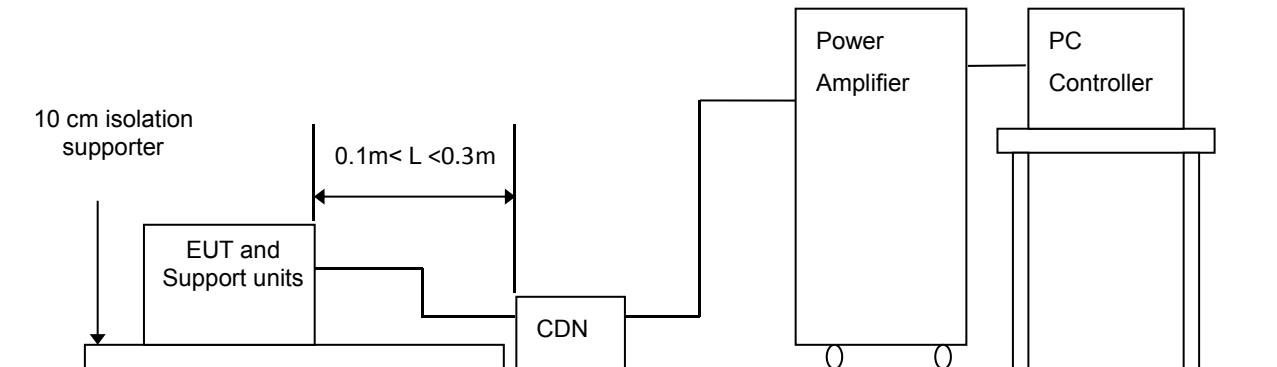 Power
Amplifier
PC
Controller
10 cm isolation
supporter
0.1m< L <0.3m
EUT and
Support units
CDN